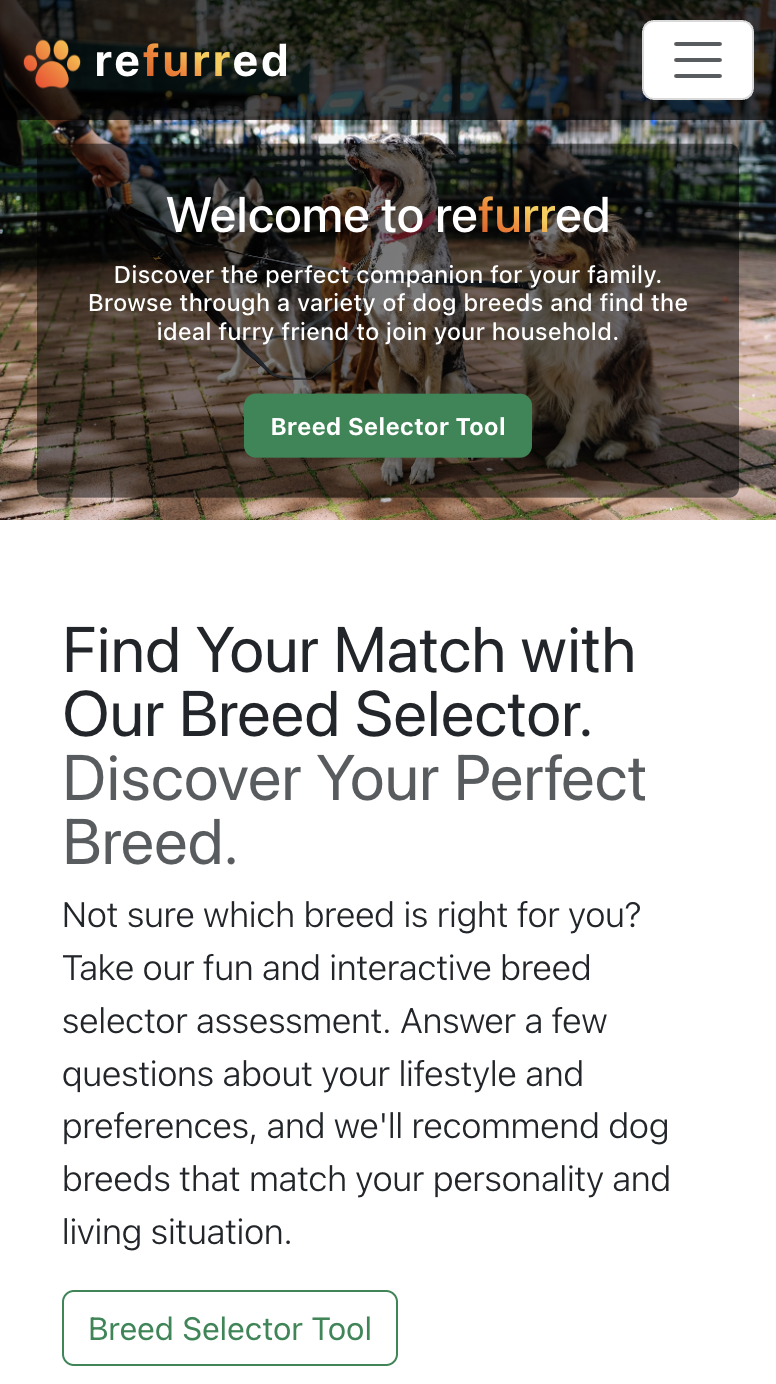 refurred
Welcome to refurred
Discover the perfect companion for your family.
Browse through a variety of dog breeds and find the
ideal furry friend to join your household.
Breed Selector Tool
Find Your Match with
Our Breed Selector.
Discover Your Perfect
Breed.
Not sure which breed is right for you?
Take our fun and interactive breed
selector assessment. Answer a few
questions about your lifestyle and
preferences, and we'll recommend dog
breeds that match your personality and
living situation.
Breed Selector Tool